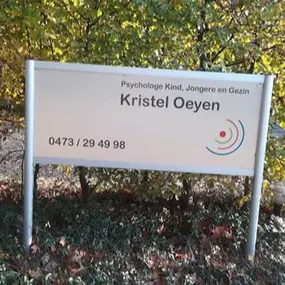 Psychologe Kind, Jongere en Gezin
Kristel Oeyen
0473 / 29 49 98